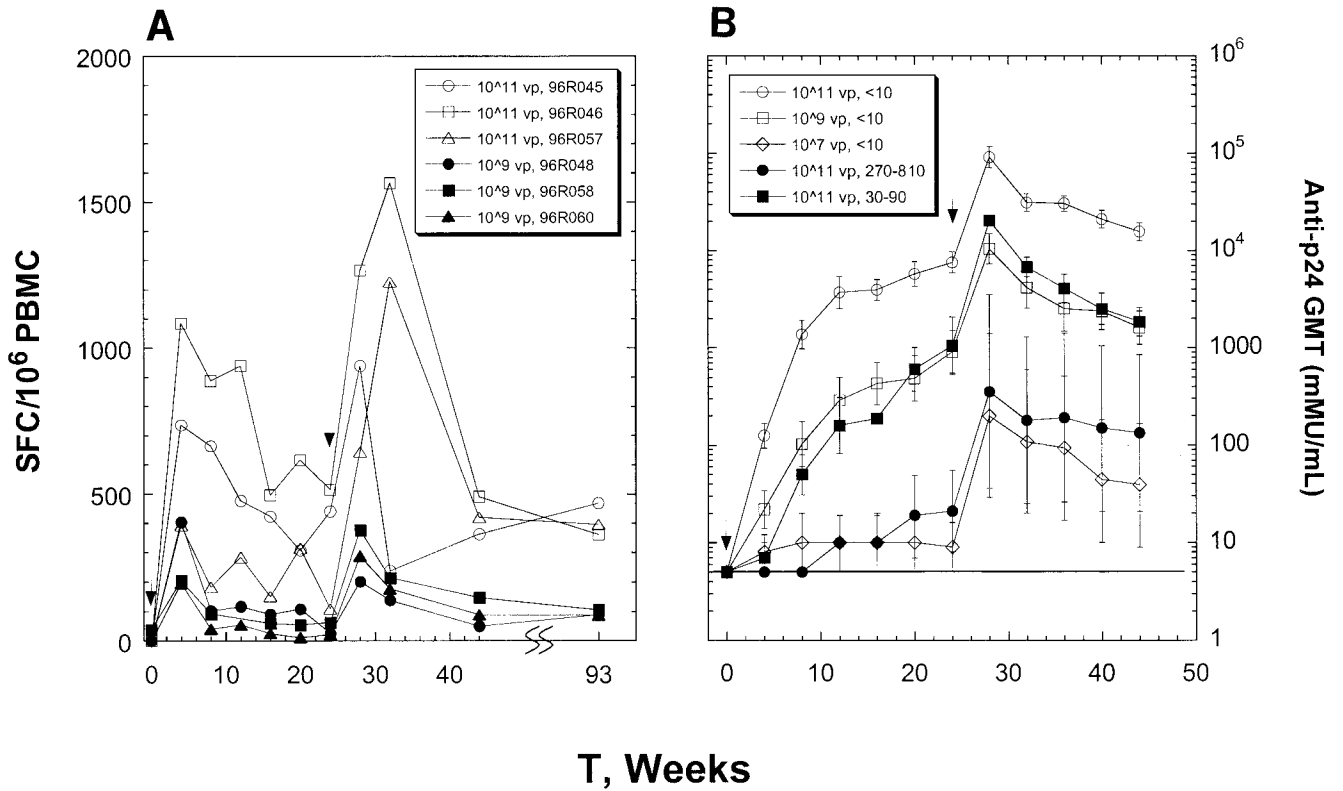 A
SFC/10^6 PBMC
2000
1500
1000
500
0
10^11 vp, 96R045
10^11 vp, 96R046
10^11 vp, 96R057
10^9 vp, 96R048
10^9 vp, 96R058
10^9 vp, 96R060
0 10 20 30 40 93
B
10^11 vp, <10
10^9 vp, <10
10^7 vp, <10
10^11 vp, 270-810
10^11 vp, 30-90
10^6
10^5
10^4
1000
100
10
1
Anti-p24 GMT (mMU/mL)
0 10 20 30 40 50
T, Weeks